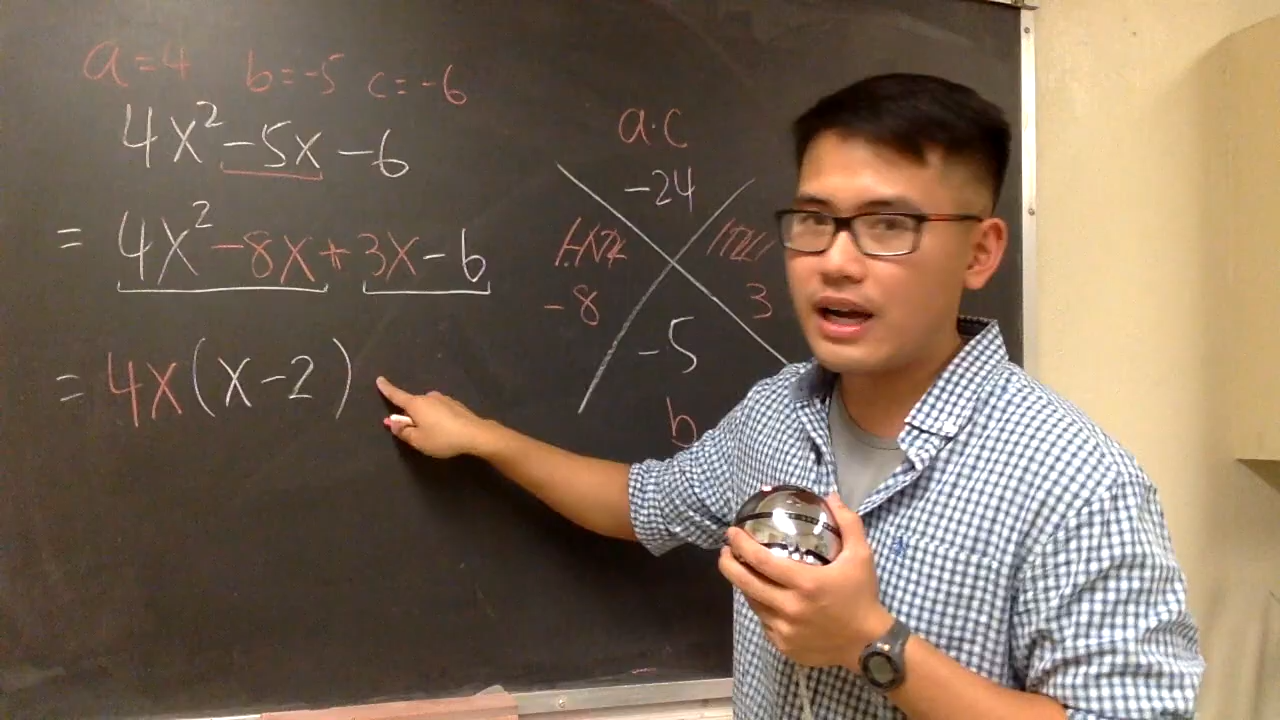 a=4 b=-5 c=-6
4x²-5x-6
= 4x²-8x+3x-6
= 4x(x-2)
a·c
-24
-8 3
-5
b